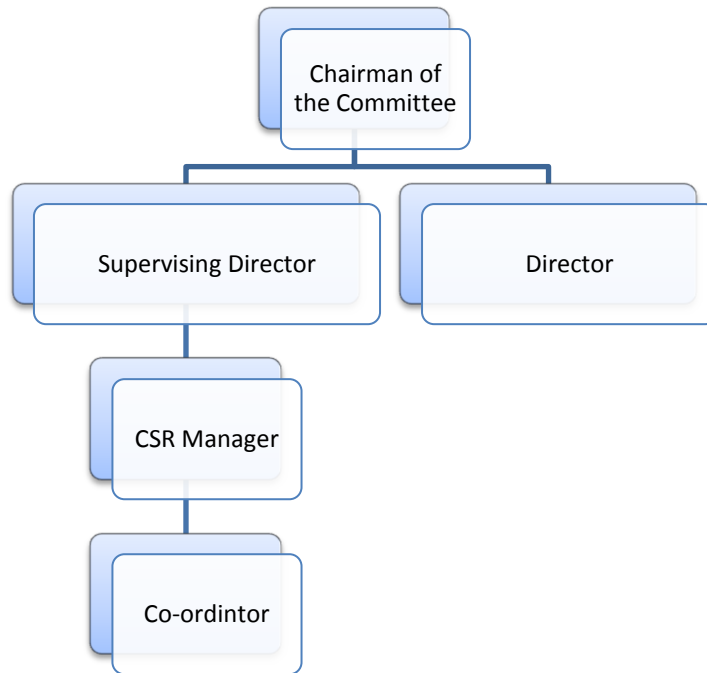 Chairman of
the Committee
Supervising Director
Director
CSR Manager
Co-ordintor